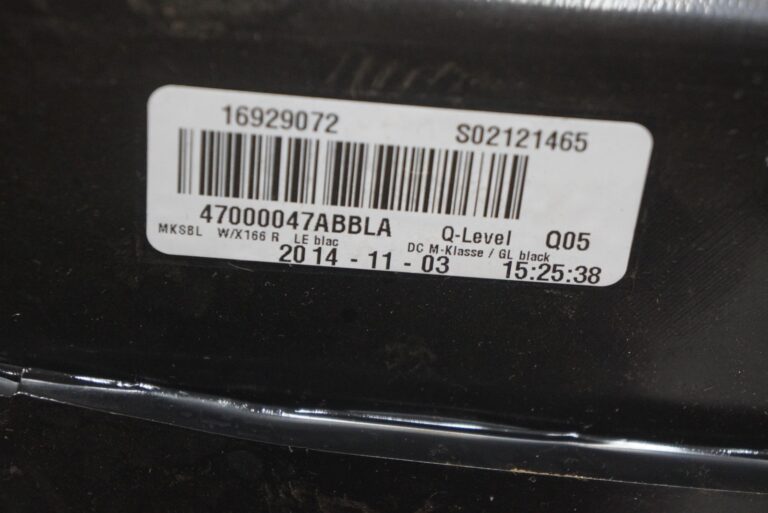 16929072 S02121465
47000047ABBLA Q-Level Q05
MKSBL W/X166 R LE blac DC M-Klasse / GL black
2014-11-03 15:25:38